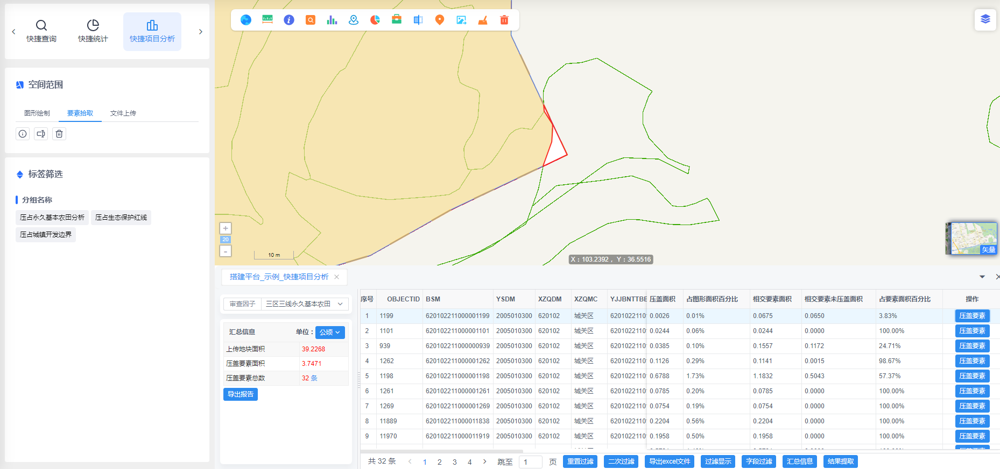 快捷查询 快捷统计 快捷项目分析
空间范围
图形绘制 要素拾取 文件上传
标签筛选
分组名称
压占永久基本农田分析 压占生态保护红线
压占城镇开发边界
+
20
-
10 m
X：103.2392， Y：36.5516
矢量
搭建平台_示例_快捷项目分析
审查因子 三区三线永久基本农田
汇总信息 单位： 公顷
上传地块面积 39.2268
压盖要素面积 3.7471
压盖要素总数 32 条
导出报告
序号 OBJECTID BSM YSDM XZQDM XZQMC YJJBNTTBE 压盖面积 占图形面积百分比 相交要素面积 相交要素未压盖面积 占要素面积百分比 操作
1 1199 620102211000001199 2005010300 620102 城关区 6201022110 0.0026 0.01% 0.0675 0.0650 3.83% 压盖要素
2 1101 620102211000001101 2005010300 620102 城关区 6201022110 0.0244 0.06% 0.0244 0.0000 100.00% 压盖要素
3 939 620102211000000939 2005010300 620102 城关区 6201022110 0.0385 0.10% 0.1557 0.1172 24.71% 压盖要素
4 1262 620102211000001262 2005010300 620102 城关区 6201022110 0.1126 0.29% 0.1141 0.0015 98.67% 压盖要素
5 1198 620102211000001198 2005010300 620102 城关区 6201022110 0.6788 1.73% 1.1832 0.5043 57.37% 压盖要素
6 1261 620102211000001261 2005010300 620102 城关区 6201022110 0.0785 0.20% 0.0785 0.0000 100.00% 压盖要素
7 1269 620102211000001269 2005010300 620102 城关区 6201022110 0.0754 0.19% 0.0754 0.0000 100.00% 压盖要素
8 11889 620102211000011838 2005010300 620102 城关区 6201022110 0.2204 0.56% 0.2204 0.0000 100.00% 压盖要素
9 11970 620102211000011919 2005010300 620102 城关区 6201022110 0.1958 0.50% 0.1958 0.0000 100.00% 压盖要素
共 32 条 1 2 3 4 跳至 1 页 重置过滤 二次过滤 导出excel文件 过滤显示 字段过滤 汇总信息 结果提取